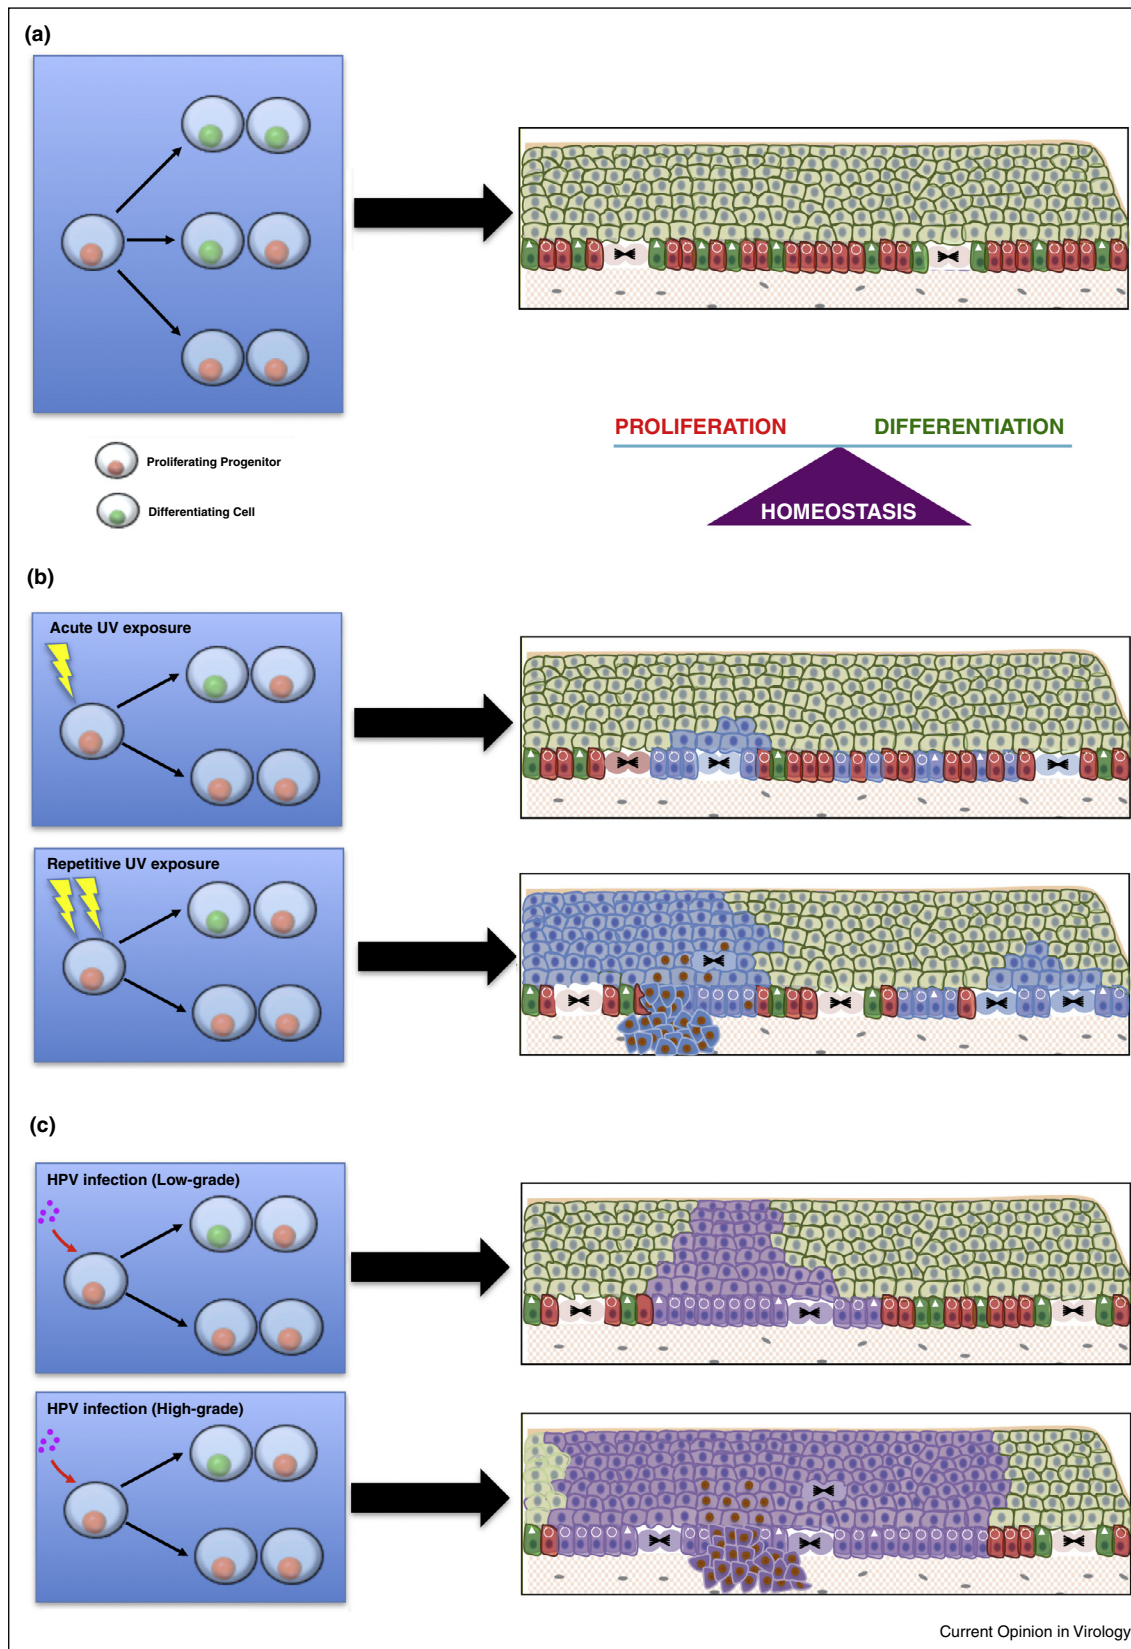 (a)
Proliferating Progenitor
Differentiating Cell
PROLIFERATION DIFFERENTIATION
HOMEOSTASIS
(b)
Acute UV exposure
Repetitive UV exposure
(c)
HPV infection (Low-grade)
HPV infection (High-grade)
Current Opinion in Virology